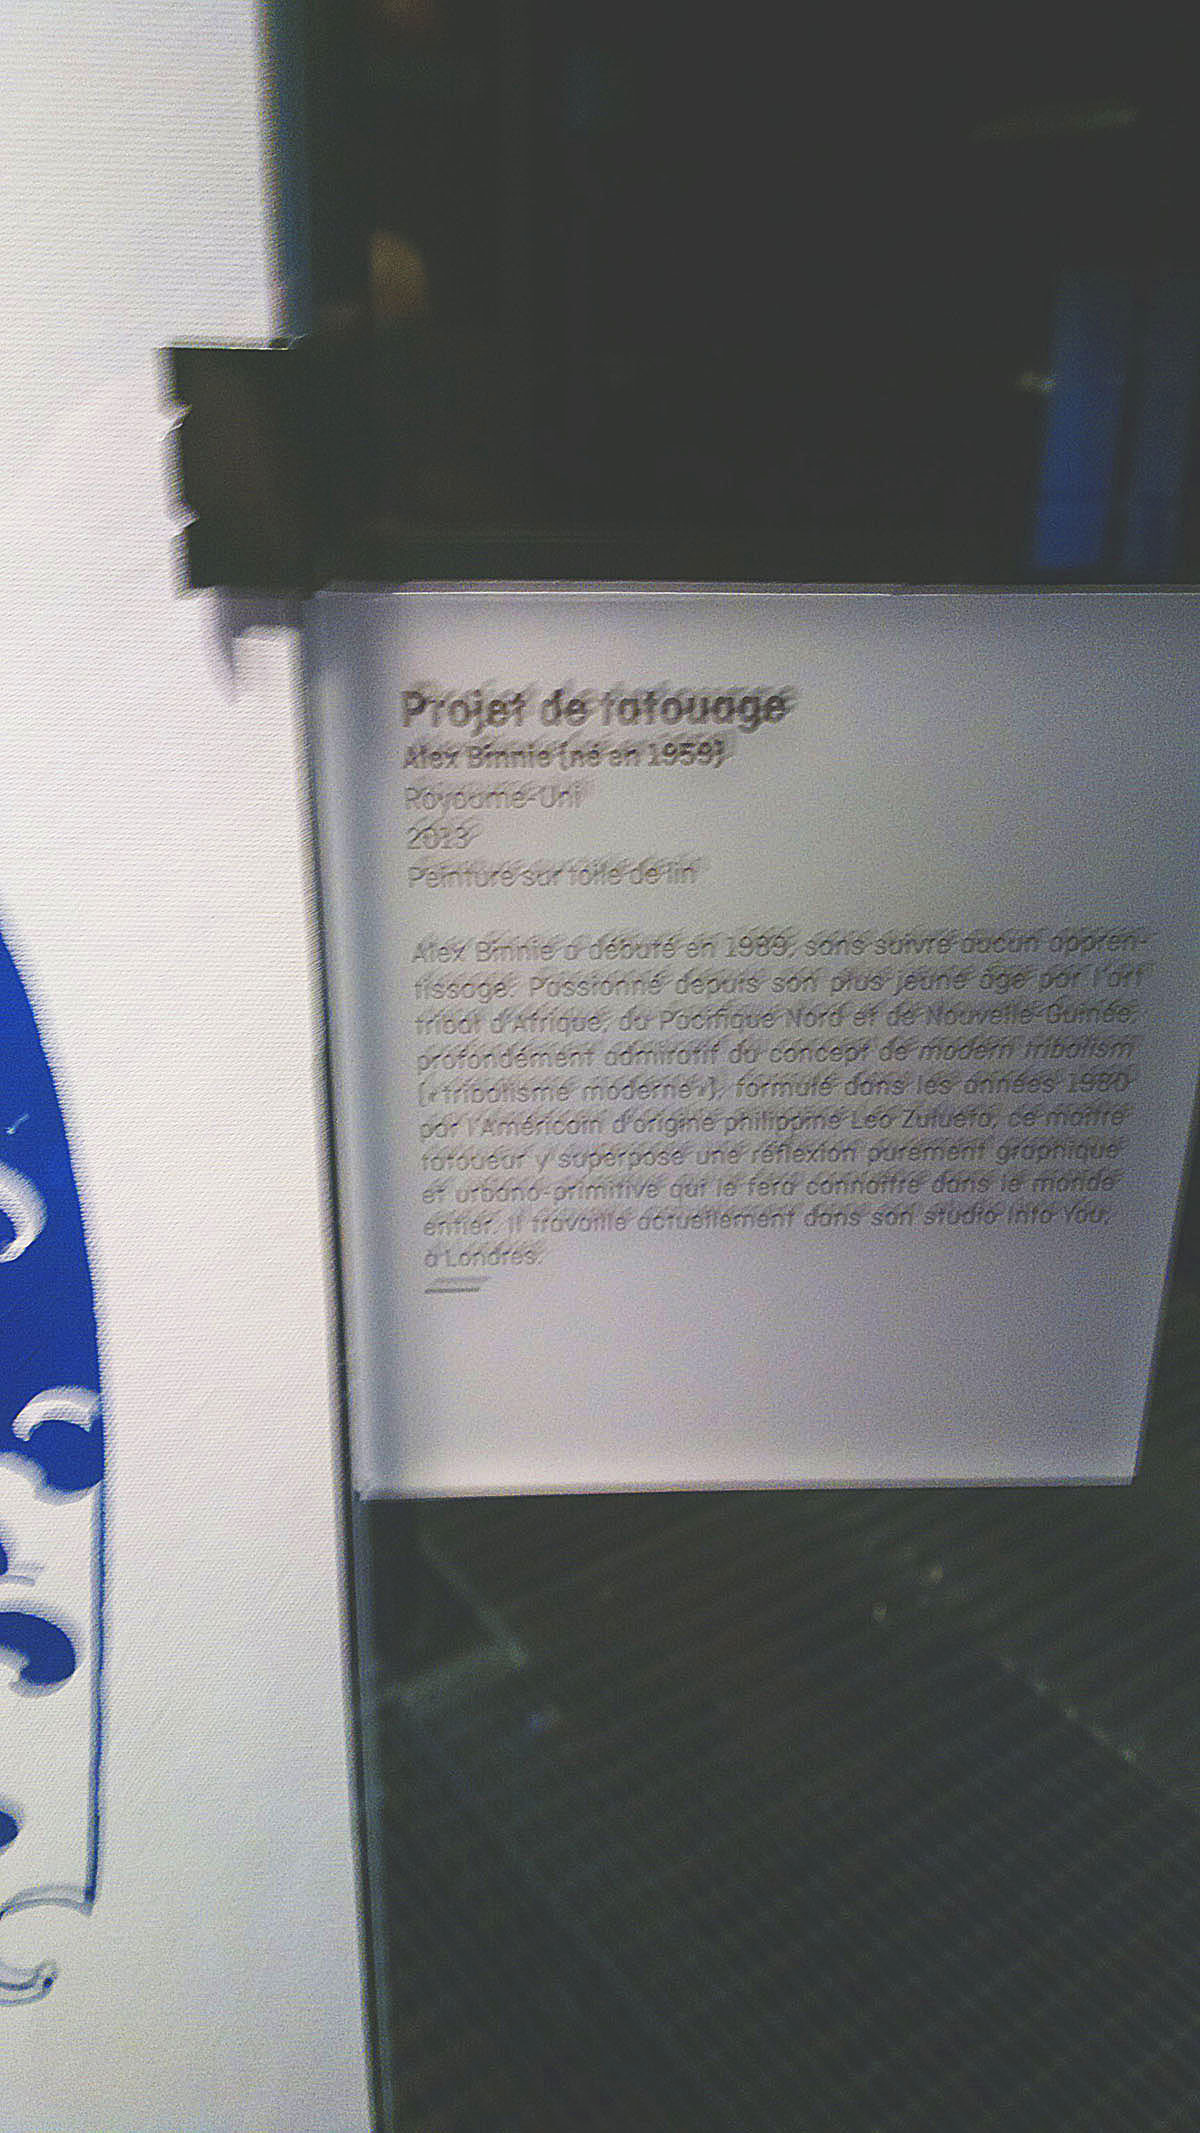 Projet de tatouage
Alex Binnie (né en 1959)
Royaume-Uni
2013
Peinture sur toile de lin
Alex Binnie a débuté en 1989, sans suivre aucun appren-
tissage. Passionné depuis son plus jeune âge par l'art
tribal d'Afrique, du Pacifique Nord et de Nouvelle-Guinée,
profondément admiratif du concept de modern tribalism
(«tribalisme moderne»), formulé dans les années 1980
par l'Américain d'origine philippine Leo Zulueta, ce maître
tatoueur y superpose une réflexion purement graphique
et urbano-primitive qui le fera connaître dans le monde
entier. Il travaille actuellement dans son studio Into You,
à Londres.